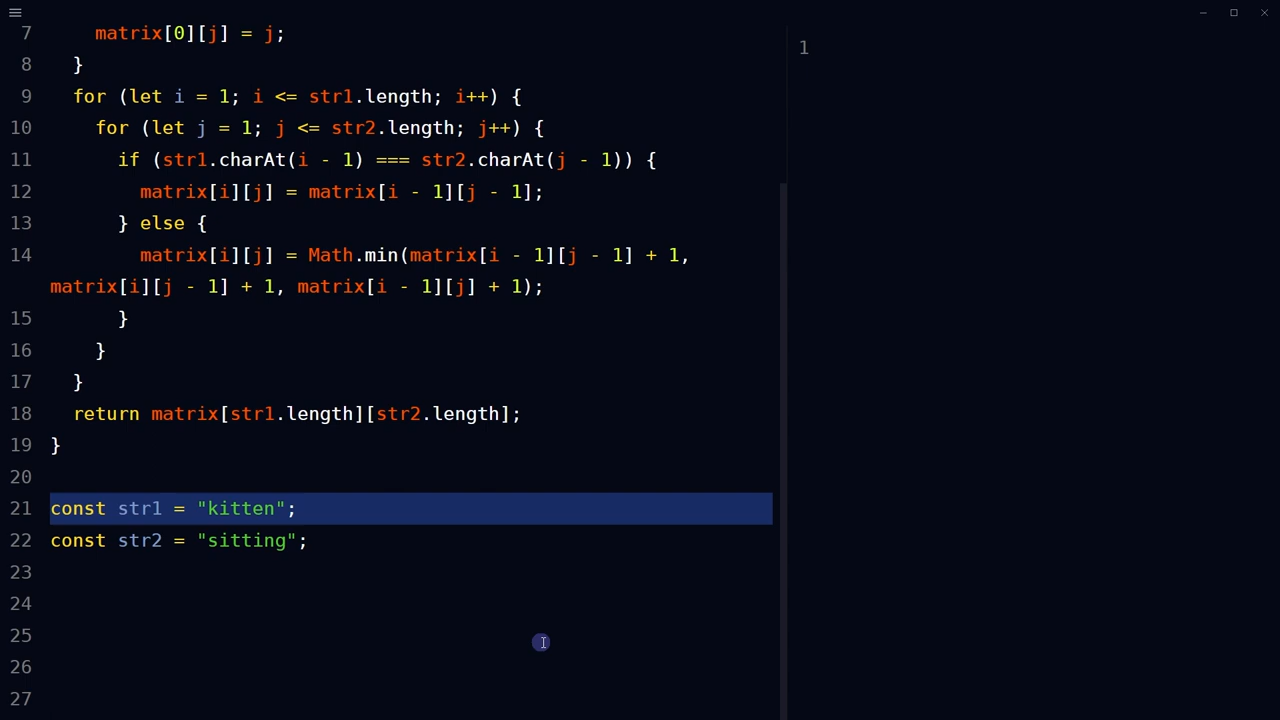 7     matrix[0][j] = j;
8   }
9   for (let i = 1; i <= str1.length; i++) {
10     for (let j = 1; j <= str2.length; j++) {
11       if (str1.charAt(i - 1) === str2.charAt(j - 1)) {
12         matrix[i][j] = matrix[i - 1][j - 1];
13       } else {
14         matrix[i][j] = Math.min(matrix[i - 1][j - 1] + 1,
matrix[i][j - 1] + 1, matrix[i - 1][j] + 1);
15       }
16     }
17   }
18   return matrix[str1.length][str2.length];
19 }
20
21 const str1 = "kitten";
22 const str2 = "sitting";
23
24
25
26
27
1